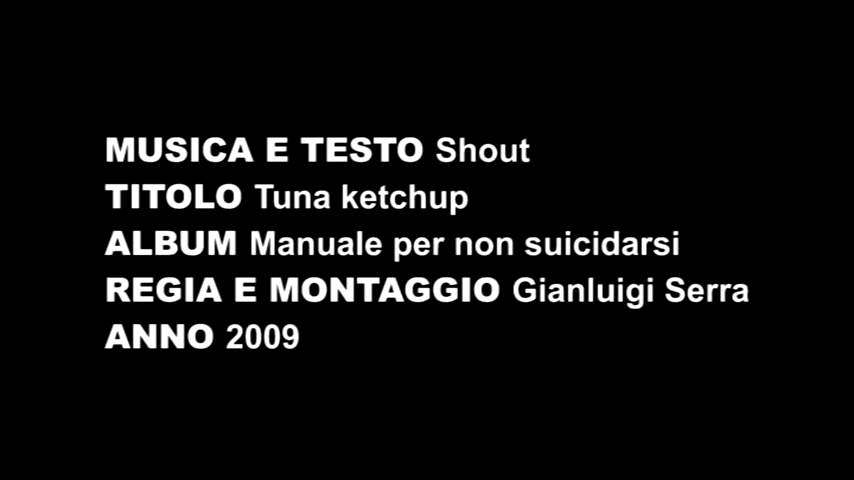 MUSICA E TESTO Shout
TITOLO Tuna ketchup
ALBUM Manuale per non suicidarsi
REGIA E MONTAGGIO Gianluigi Serra
ANNO 2009